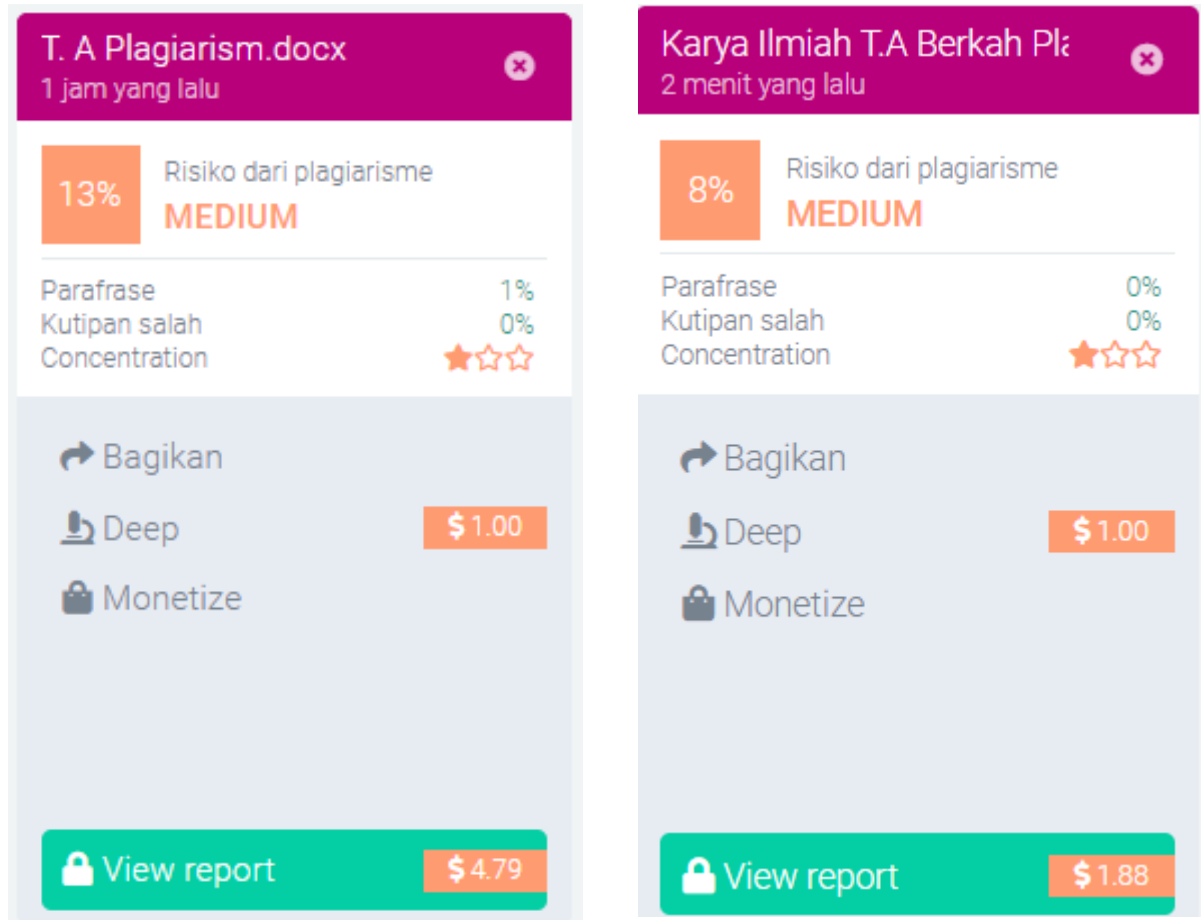 T. A Plagiarism.docx
1 jam yang lalu
13%
Risiko dari plagiarisme
MEDIUM
Parafrase 1%
Kutipan salah 0%
Concentration
Bagikan
Deep $ 1.00
Monetize
View report $ 4.79
Karya Ilmiah T.A Berkah Pla
2 menit yang lalu
8%
Risiko dari plagiarisme
MEDIUM
Parafrase 0%
Kutipan salah 0%
Concentration
Bagikan
Deep $ 1.00
Monetize
View report $ 1.88